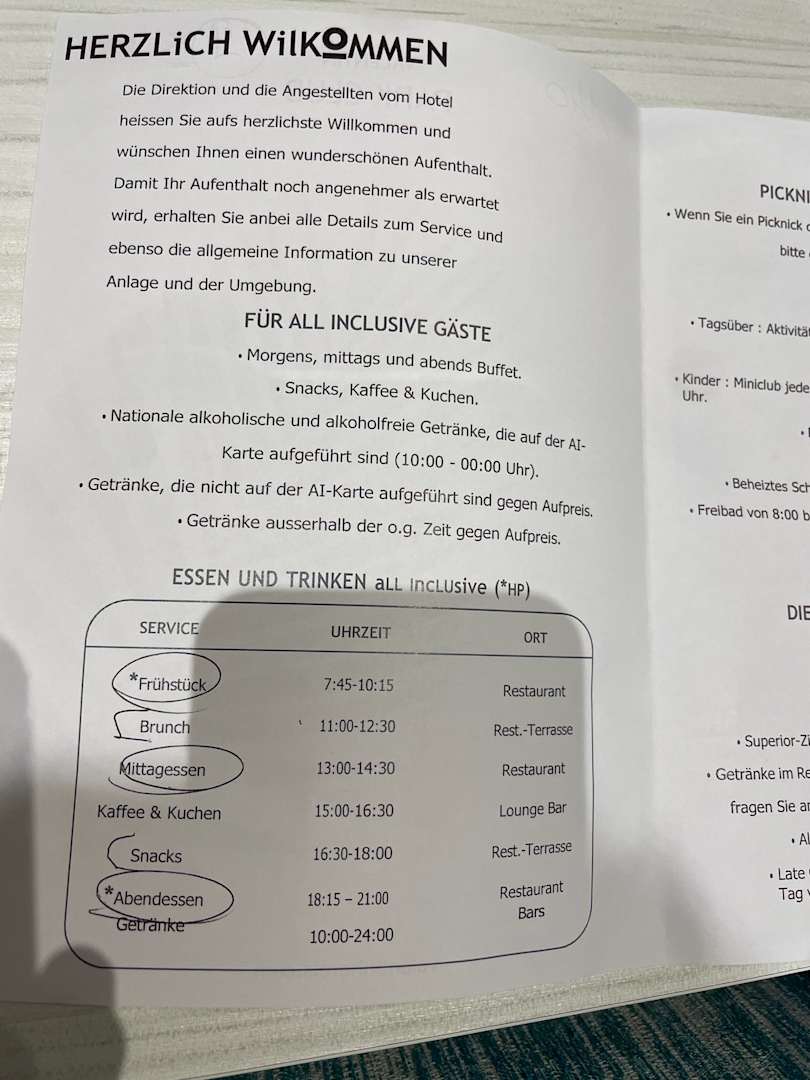 HERZLiCH WilKOMMEN
Die Direktion und die Angestellten vom Hotel
heissen Sie aufs herzlichste Willkommen und
wünschen Ihnen einen wunderschönen Aufenthalt.
Damit Ihr Aufenthalt noch angenehmer als erwartet
wird, erhalten Sie anbei alle Details zum Service und
ebenso die allgemeine Information zu unserer
Anlage und der Umgebung.
FÜR ALL INCLUSIVE GÄSTE
• Morgens, mittags und abends Buffet.
• Snacks, Kaffee & Kuchen.
• Nationale alkoholische und alkoholfreie Getränke, die auf der AI-
Karte aufgeführt sind (10:00 - 00:00 Uhr).
• Getränke, die nicht auf der AI-Karte aufgeführt sind gegen Aufpreis.
• Getränke ausserhalb der o.g. Zeit gegen Aufpreis.
ESSEN UND TRINKEN aLL IncLUsive (*HP)
SERVICE UHRZEIT ORT
*Frühstück 7:45-10:15 Restaurant
Brunch 11:00-12:30 Rest.-Terrasse
Mittagessen 13:00-14:30 Restaurant
Kaffee & Kuchen 15:00-16:30 Lounge Bar
Snacks 16:30-18:00 Rest.-Terrasse
*Abendessen 18:15 – 21:00 Restaurant
Getränke 10:00-24:00 Bars
PICKNI
• Wenn Sie ein Picknick
bitte
• Tagsüber : Aktivität
• Kinder : Miniclub jede
Uhr.
• Beheiztes Sch
• Freibad von 8:00 b
DIE
• Superior-Zi
• Getränke im Re
fragen Sie an
• Al
• Late
Tag